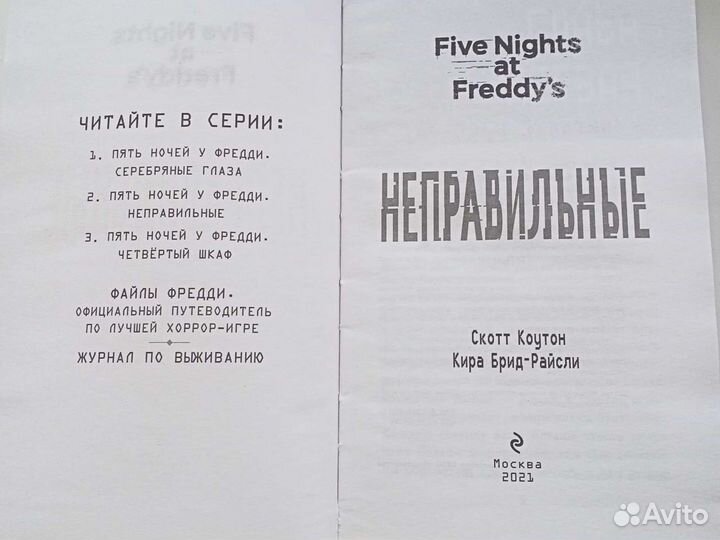 ЧИТАЙТЕ В СЕРИИ:
1. ПЯТЬ НОЧЕЙ У ФРЕДДИ.
СЕРЕБРЯНЫЕ ГЛАЗА
2. ПЯТЬ НОЧЕЙ У ФРЕДДИ.
НЕПРАВИЛЬНЫЕ
3. ПЯТЬ НОЧЕЙ У ФРЕДДИ.
ЧЕТВЁРТЫЙ ШКАФ
ФАЙЛЫ ФРЕДДИ.
ОФИЦИАЛЬНЫЙ ПУТЕВОДИТЕЛЬ
ПО ЛУЧШЕЙ ХОРРОР-ИГРЕ
ЖУРНАЛ ПО ВЫЖИВАНИЮ
Five Nights
at
Freddy's
НЕПРАВИЛЬНЫЕ
Скотт Коутон
Кира Брид-Райсли
Москва
2021
Avito